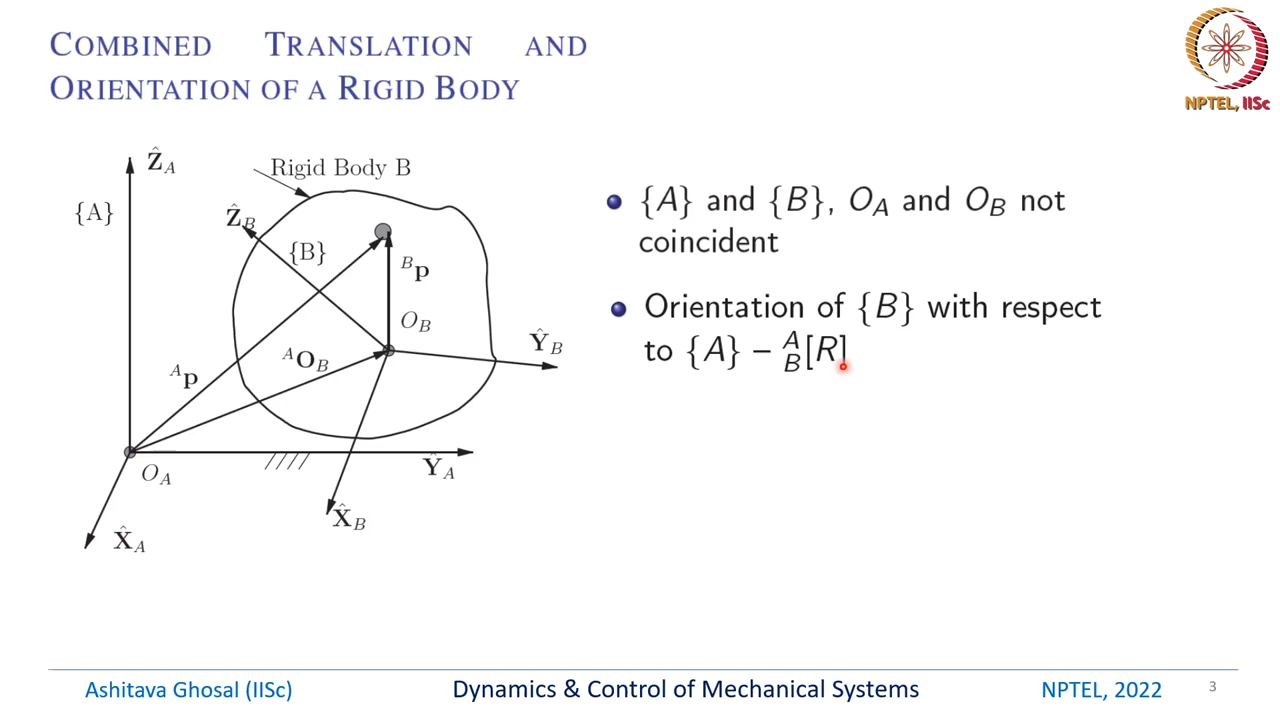 COMBINED TRANSLATION AND
ORIENTATION OF A RIGID BODY
NPTEL, IISc
Ẑ_A
{A}
Rigid Body B
Ẑ_B
{B}
^B p
O_B
Ŷ_B
^A O_B
^A p
O_A
Ŷ_A
X̂_B
X̂_A
{A} and {B}, O_A and O_B not
coincident
Orientation of {B} with respect
to {A} – ^A_B[R]
Ashitava Ghosal (IISc)
Dynamics & Control of Mechanical Systems
NPTEL, 2022
3